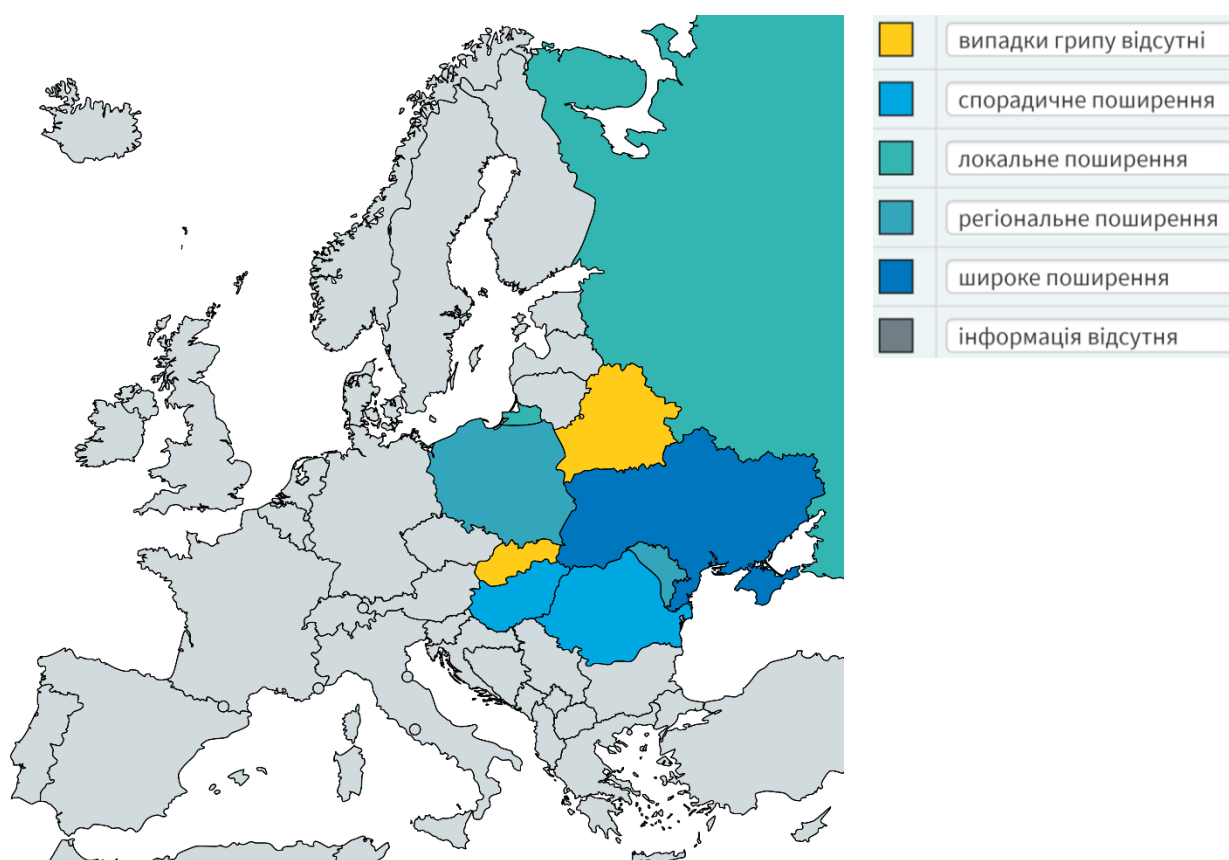 випадки грипу відсутні
спорадичне поширення
локальне поширення
регіональне поширення
широке поширення
інформація відсутня